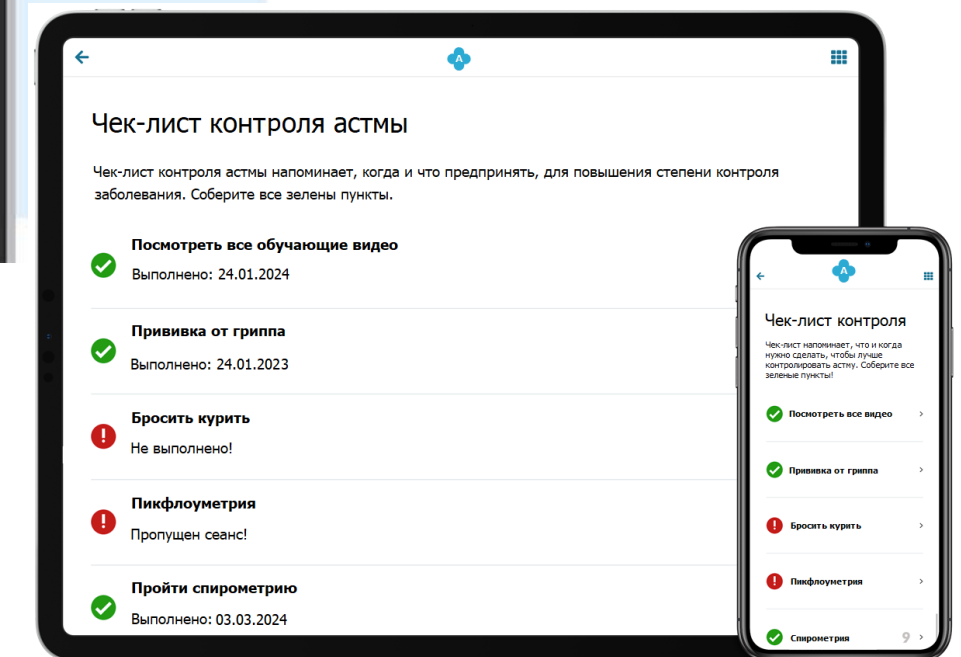 A
Чек-лист контроля астмы
Чек-лист контроля астмы напоминает, когда и что предпринять, для повышения степени контроля
заболевания. Соберите все зелены пункты.
Посмотреть все обучающие видео
Выполнено: 24.01.2024
Прививка от гриппа
Выполнено: 24.01.2023
Бросить курить
Не выполнено!
Пикфлоуметрия
Пропущен сеанс!
Пройти спирометрию
Выполнено: 03.03.2024
A
Чек-лист контроля
Чек-лист напоминает, что и когда
нужно сделать, чтобы лучше
контролировать астму. Соберите все
зеленые пункты!
Посмотреть все видео
Прививка от гриппа
Бросить курить
Пикфлоуметрия
Спирометрия 9